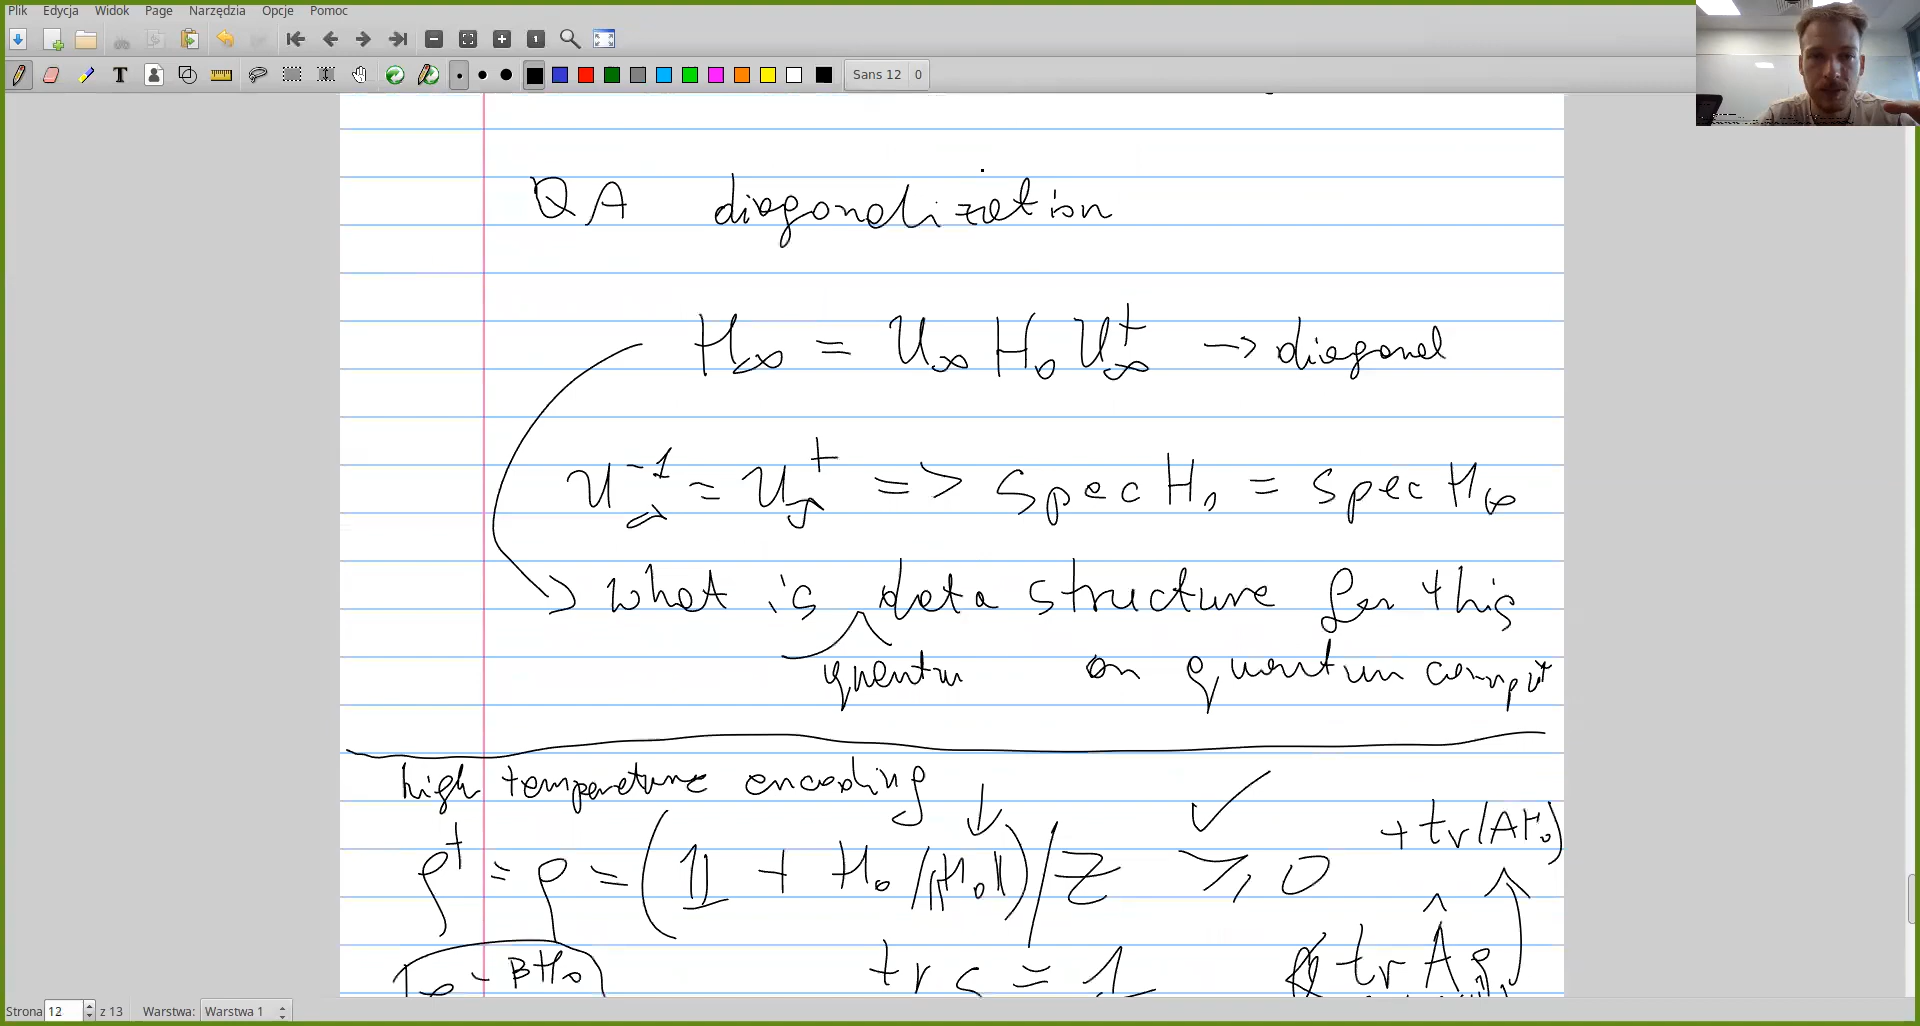 Plik Edycja Widok Page Narzędzia Opcje Pomoc
Sans 12 0
QA diagonalization
H∞ = U∞ H₀ U∞† → diagonal
U⁻¹ = U† => spec H₀ = spec H∞
→ what is data structure for this
quantu on quantum comput
high temperature encoding
+ tr(AH₀)
ρ† = ρ = (𝟙 + H₀/||H₀||)/Z ⩾ 0
- βH₀
tr ρ = 1 tr Â ρ
Strona 12 z 13 Warstwa: Warstwa 1